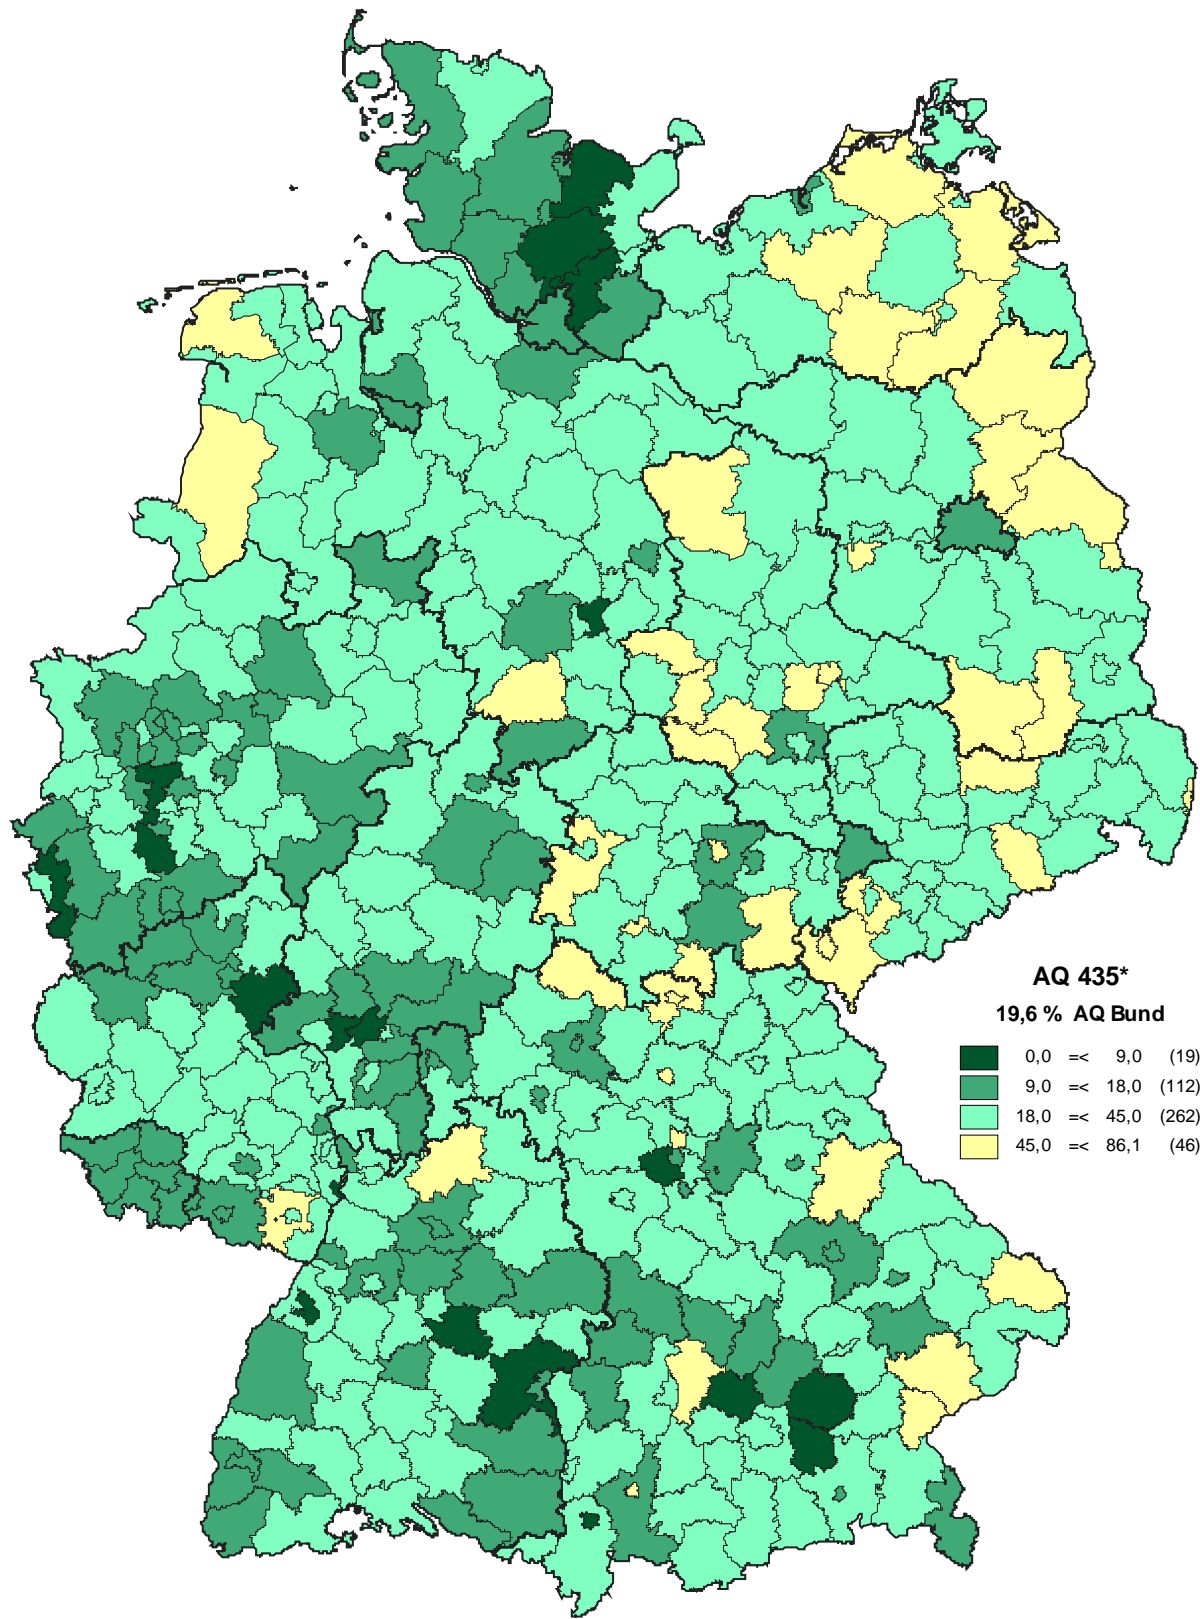 AQ 435*
19,6 % AQ Bund
0,0 =< 9,0 (19)
9,0 =< 18,0 (112)
18,0 =< 45,0 (262)
45,0 =< 86,1 (46)